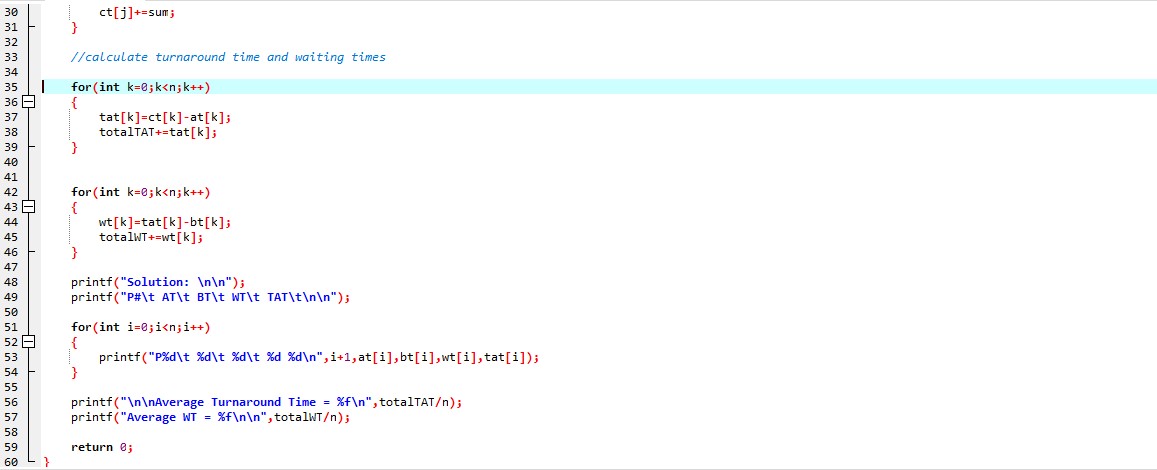 30 ct[j]+=sum;
31 }
32
33 //calculate turnaround time and waiting times
34
35 for(int k=0;k<n;k++)
36 {
37 tat[k]=ct[k]-at[k];
38 totalTAT+=tat[k];
39 }
40
41
42 for(int k=0;k<n;k++)
43 {
44 wt[k]=tat[k]-bt[k];
45 totalWT+=wt[k];
46 }
47
48 printf("Solution: \n\n");
49 printf("P#\t AT\t BT\t WT\t TAT\t\n\n");
50
51 for(int i=0;i<n;i++)
52 {
53 printf("P%d\t %d\t %d\t %d %d\n",i+1,at[i],bt[i],wt[i],tat[i]);
54 }
55
56 printf("\n\nAverage Turnaround Time = %f\n",totalTAT/n);
57 printf("Average WT = %f\n\n",totalWT/n);
58
59 return 0;
60 }